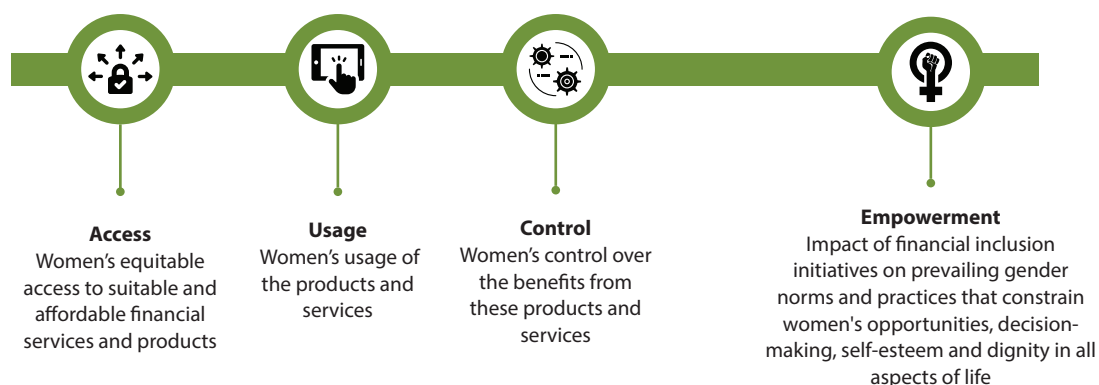 Access
Women’s equitable
access to suitable and
affordable financial
services and products
Usage
Women’s usage of
the products and
services
Control
Women’s control over
the benefits from
these products and
services
Empowerment
Impact of financial inclusion
initiatives on prevailing gender
norms and practices that constrain
women's opportunities, decision-
making, self-esteem and dignity in all
aspects of life